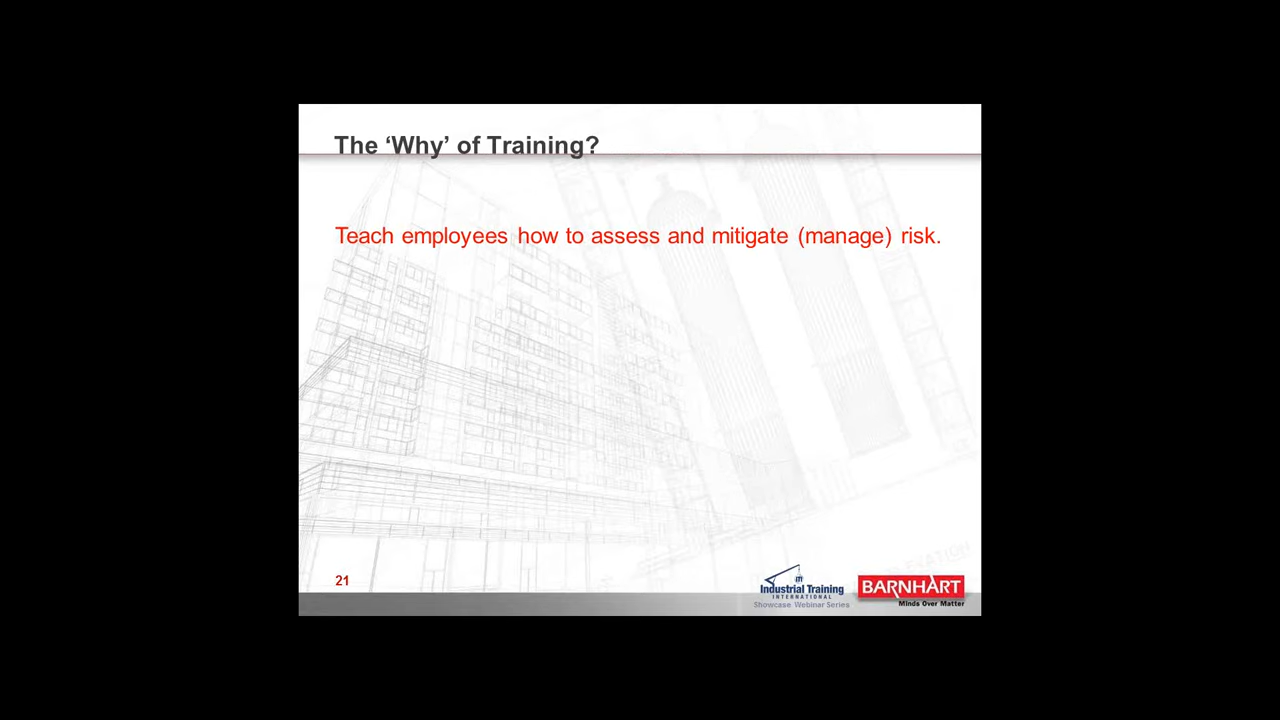 The ‘Why’ of Training?
Teach employees how to assess and mitigate (manage) risk.
21
iti
Industrial Training
INTERNATIONAL
Showcase Webinar Series
BARNHART
Minds Over Matter